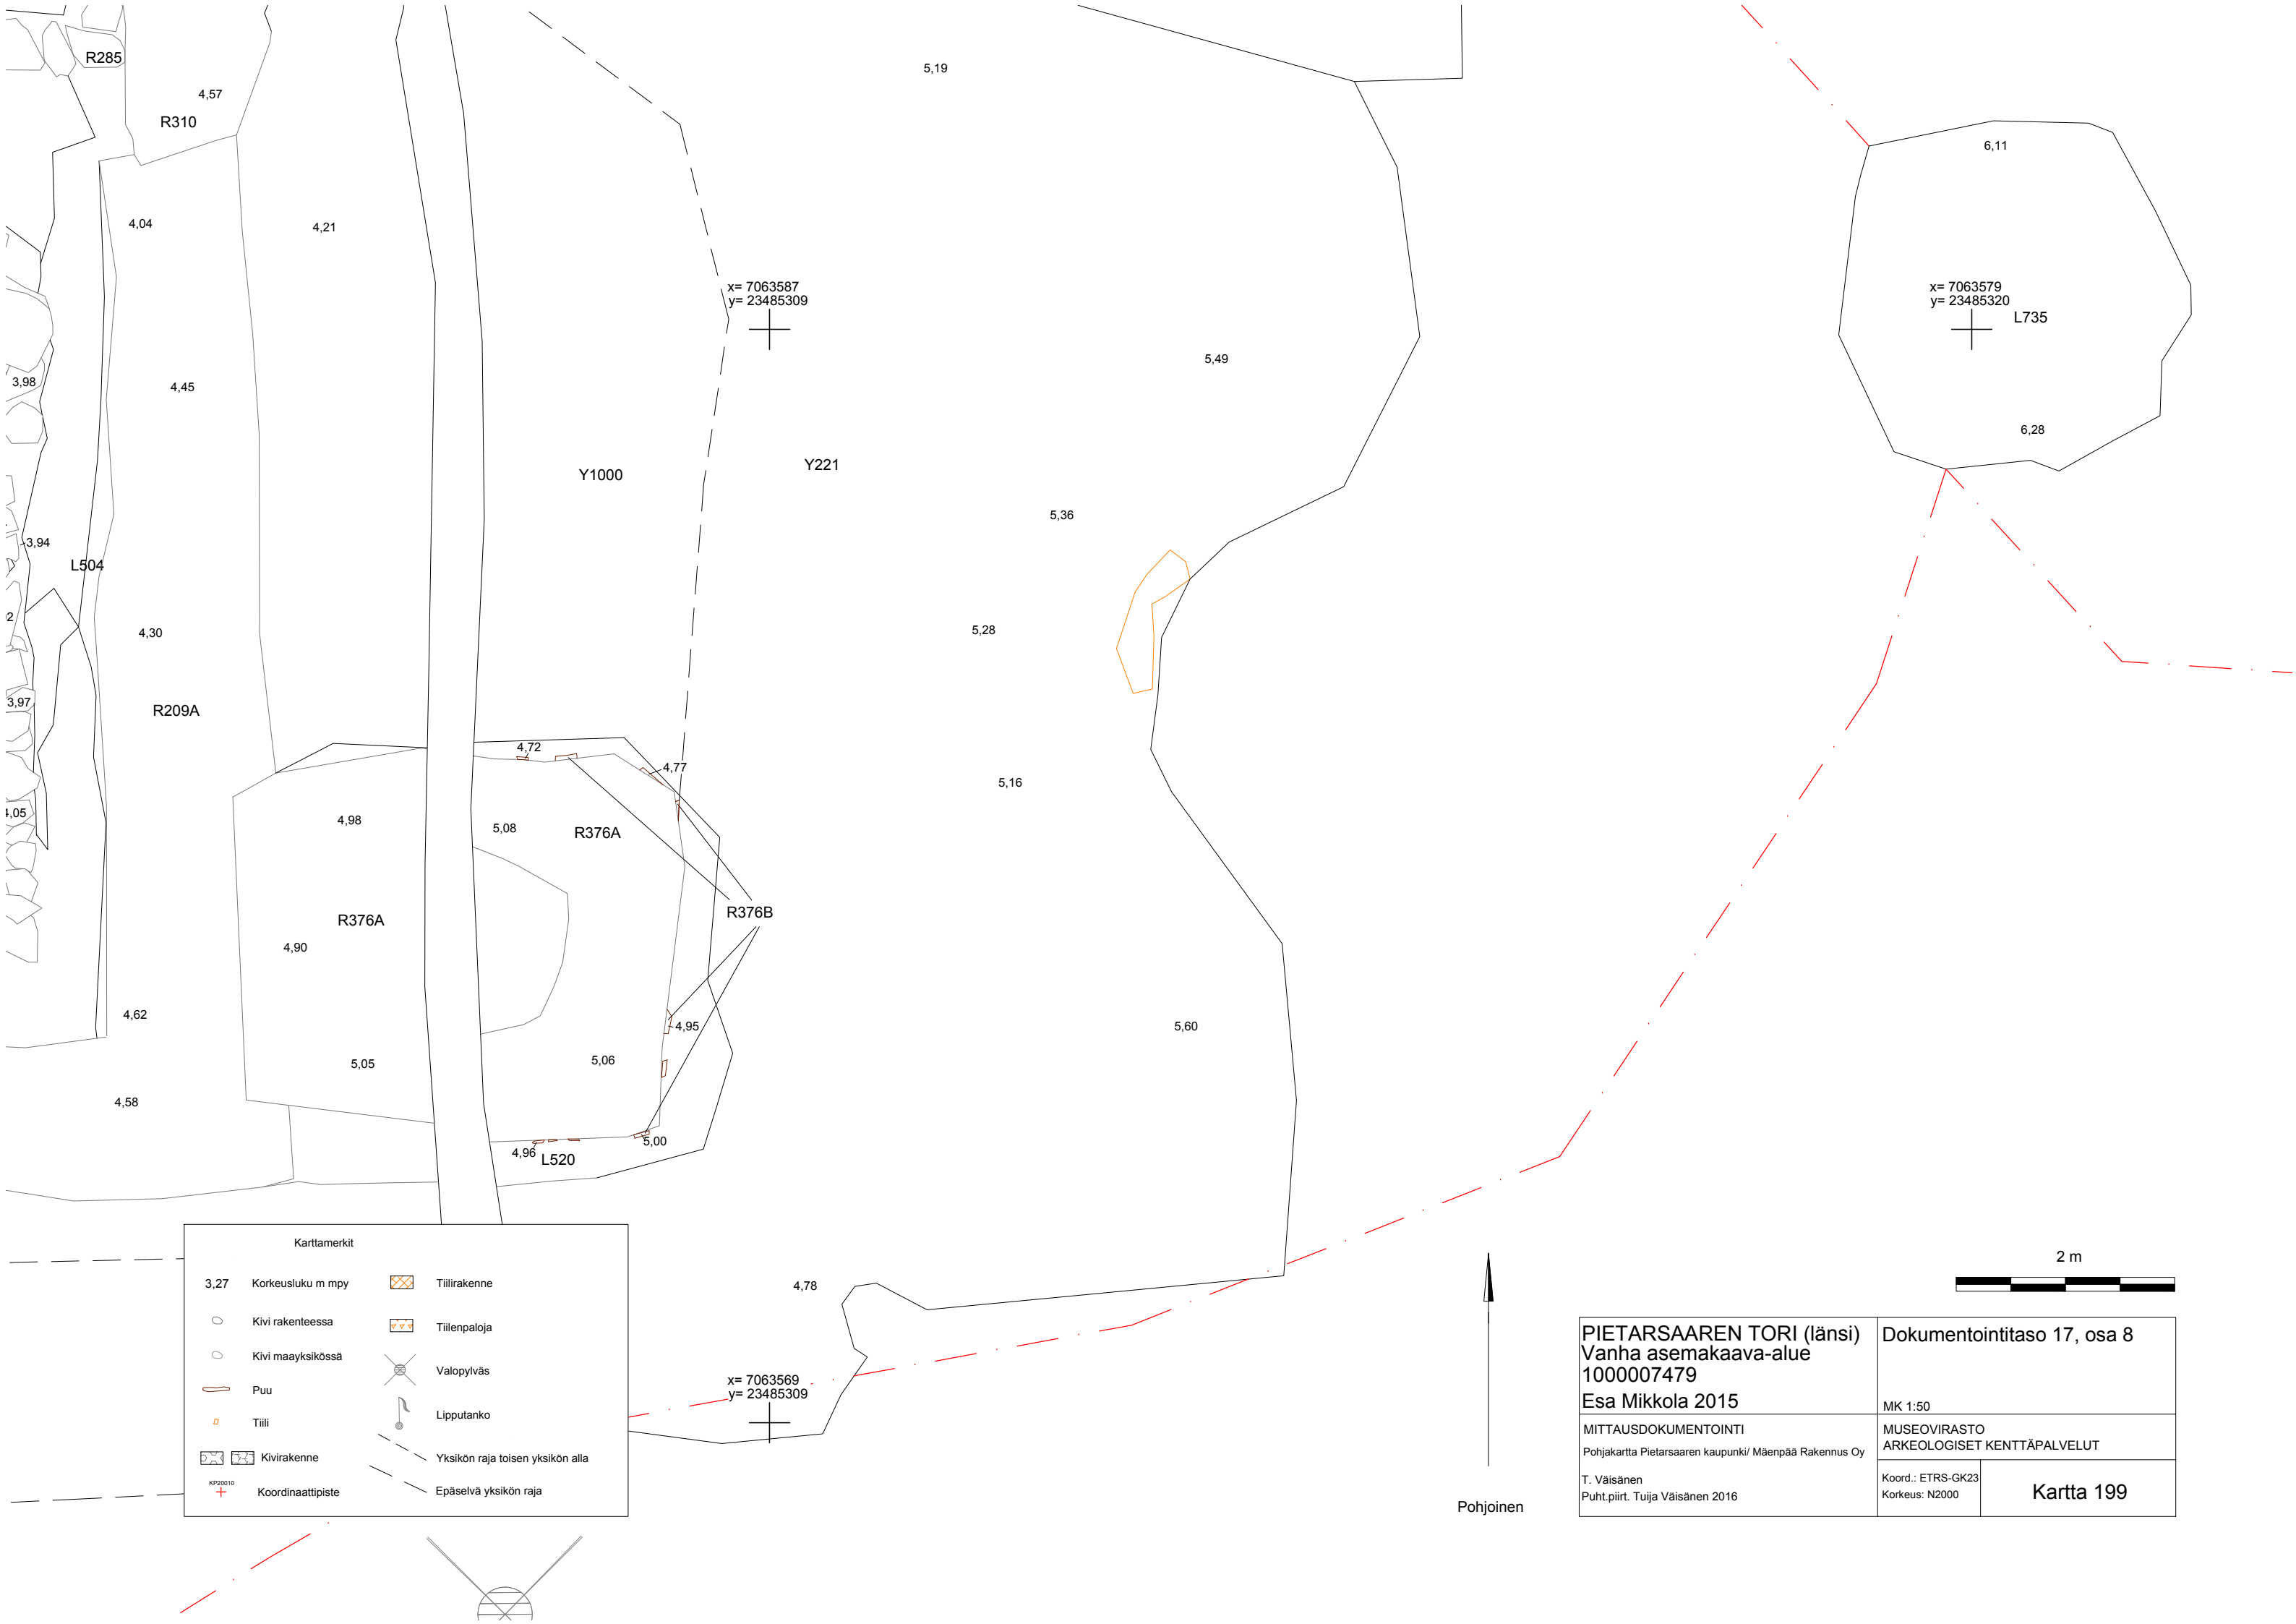 R285
4,57
R310
5,19
6,11
4,04
4,21
x= 7063587
y= 23485309
x= 7063579
y= 23485320
L735
5,49
3,98
4,45
6,28
Y1000
Y221
5,36
3,94
L504
4,30
5,28
3,97
R209A
4,72
4,77
5,16
4,05
4,98
5,08
R376A
R376A
R376B
4,90
4,62
4,95
5,60
5,05
5,06
4,58
5,00
4,96
L520
4,78
x= 7063569
y= 23485309
Karttamerkit
3,27 Korkeusluku m mpy
Kivi rakenteessa
Kivi maayksikössä
Puu
Tiili
Kivirakenne
KP20010
Koordinaattipiste
Tiilirakenne
Tiilenpaloja
Valopylväs
Lipputanko
Yksikön raja toisen yksikön alla
Epäselvä yksikön raja
Pohjoinen
2 m
PIETARSAAREN TORI (länsi)
Vanha asemakaava-alue
1000007479
Esa Mikkola 2015
Dokumentointitaso 17, osa 8
MK 1:50
MITTAUSDOKUMENTOINTI
Pohjakartta Pietarsaaren kaupunki/ Mäenpää Rakennus Oy
T. Väisänen
Puht.piirt. Tuija Väisänen 2016
MUSEOVIRASTO
ARKEOLOGISET KENTTÄPALVELUT
Koord.: ETRS-GK23
Korkeus: N2000
Kartta 199